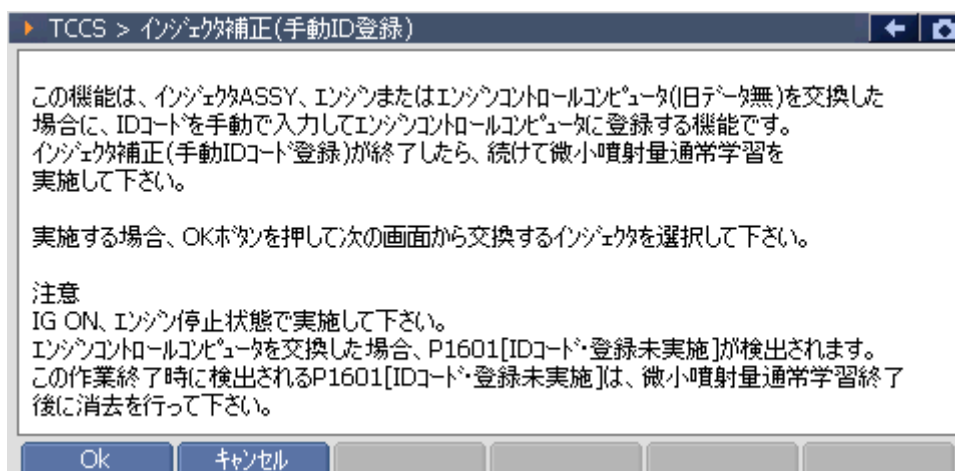 TCCS > インジェクタ補正(手動ID登録)
この機能は、インジェクタASSY、エンジンまたはエンジンコントロールコンピュータ(旧データ無)を交換した
場合に、IDコードを手動で入力してエンジンコントロールコンピュータに登録する機能です。
インジェクタ補正(手動IDコード登録)が終了したら、続けて微小噴射量通常学習を
実施して下さい。
実施する場合、OKボタンを押して次の画面から交換するインジェクタを選択して下さい。
注意
IG ON、エンジン停止状態で実施して下さい。
エンジンコントロールコンピュータを交換した場合、P1601[IDコード・登録未実施]が検出されます。
この作業終了時に検出されるP1601[IDコード・登録未実施]は、微小噴射量通常学習終了
後に消去を行って下さい。
Ok キャンセル